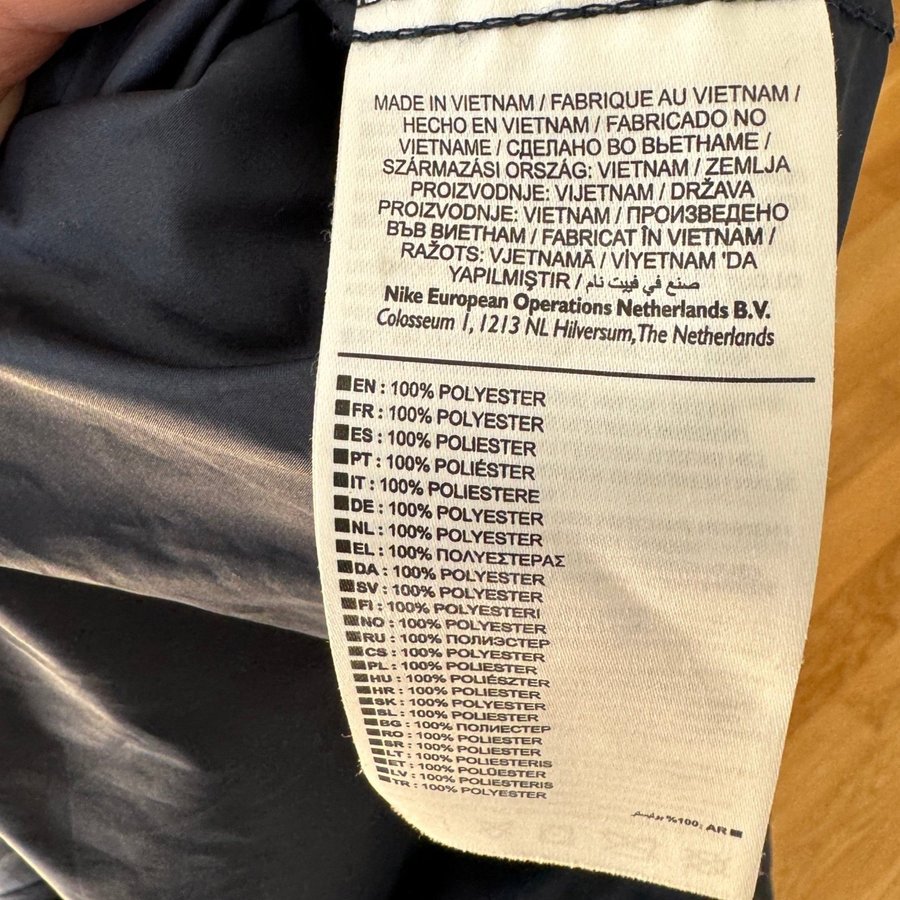 MADE IN VIETNAM / FABRIQUE AU VIETNAM /
HECHO EN VIETNAM / FABRICADO NO
VIETNAME / СДЕЛАНО ВО ВЬЕТНАМЕ /
SZÁRMAZÁSI ORSZÁG: VIETNAM / ZEMLJA
PROIZVODNJE: VIJETNAM / DRŽAVA
PROIZVODNJE: VIETNAM / ПРОИЗВЕДЕНО
ВЪВ ВИЕТНАМ / FABRICAT ÎN VIETNAM /
RAŽOTS: VJETNAMĀ / VİYETNAM 'DA
YAPILMIŞTIR / صنع في فييت نام
Nike European Operations Netherlands B.V.
Colosseum 1, 1213 NL Hilversum, The Netherlands
EN : 100% POLYESTER
FR : 100% POLYESTER
ES : 100% POLIESTER
PT : 100% POLIÉSTER
IT : 100% POLIESTERE
DE : 100% POLYESTER
NL : 100% POLYESTER
EL : 100% ΠΟΛΥΕΣΤΕΡΑΣ
DA : 100% POLYESTER
SV : 100% POLYESTER
FI : 100% POLYESTERI
NO : 100% POLYESTER
RU : 100% ПОЛИЭСТЕР
CS : 100% POLYESTER
PL : 100% POLIESTER
HU : 100% POLIÉSZTER
HR : 100% POLIESTER
SK : 100% POLYESTER
SL : 100% POLIESTER
BG : 100% ПОЛИЕСТЕР
RO : 100% POLIESTER
SR : 100% POLIESTER
LT : 100% POLIESTERIS
ET : 100% POLÜESTER
LV : 100% POLIESTERIS
TR : 100% POLYESTER
AR : 100% بوليستر